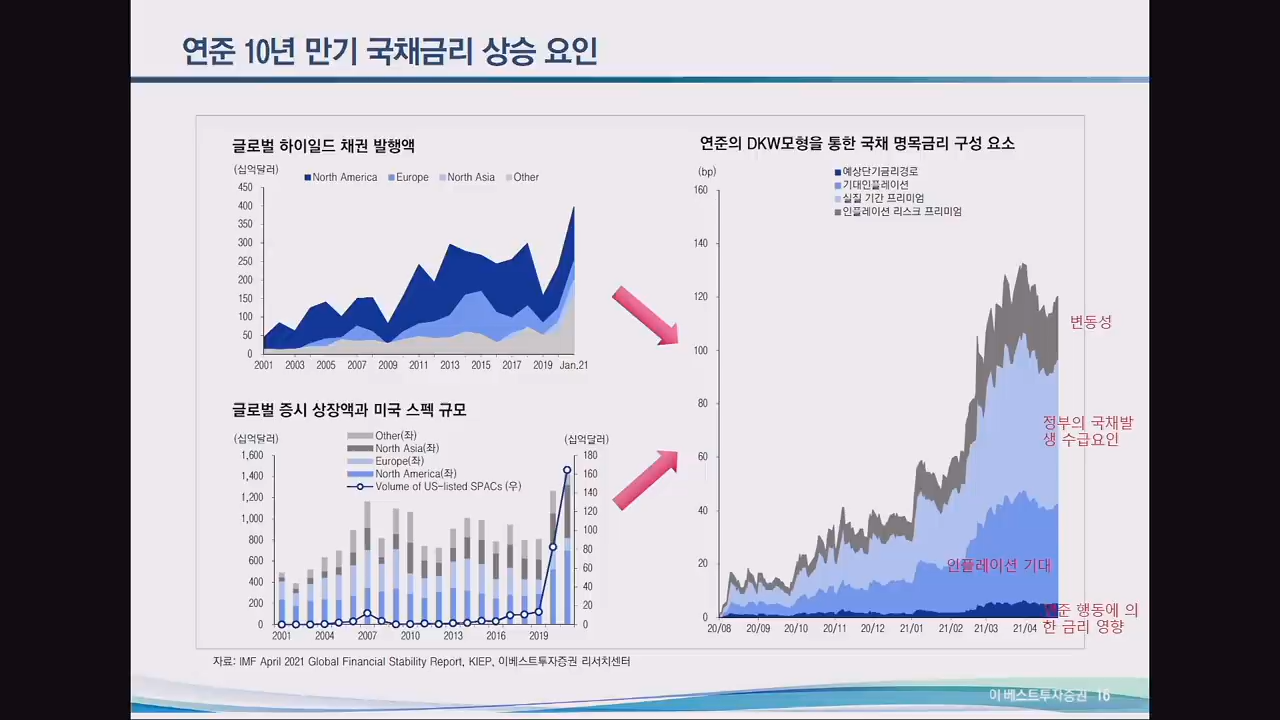 연준 10년 만기 국채금리 상승 요인
글로벌 하이일드 채권 발행액
(십억달러)
North America Europe North Asia Other
450
400
350
300
250
200
150
100
50
0
2001 2003 2005 2007 2009 2011 2013 2015 2017 2019 Jan.21
글로벌 증시 상장액과 미국 스펙 규모
(십억달러) (십억달러)
Other(좌)
North Asia(좌)
Europe(좌)
North America(좌)
Volume of US-listed SPACs (우)
1,600 180
1,400 160
1,200 140
1,000 120
800 100
600 80
400 60
200 40
0 20
0
2001 2004 2007 2010 2013 2016 2019
연준의 DKW모형을 통한 국채 명목금리 구성 요소
(bp)
예상단기금리경로
기대인플레이션
실질 기간 프리미엄
인플레이션 리스크 프리미엄
160
140
120
100
80
60
40
20
0
20/08 20/09 20/10 20/11 20/12 21/01 21/02 21/03 21/04
변동성
정부의 국채발
생 수급요인
인플레이션 기대
연준 행동에 의
한 금리 영향
자료: IMF April 2021 Global Financial Stability Report, KIEP, 이베스트투자증권 리서치센터
이베스트투자증권 16